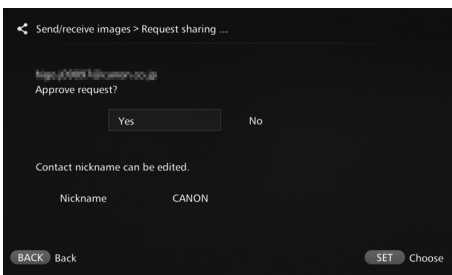 Send/receive images > Request sharing ...
Approve request?
Yes No
Contact nickname can be edited.
Nickname CANON
BACK Back SET Choose